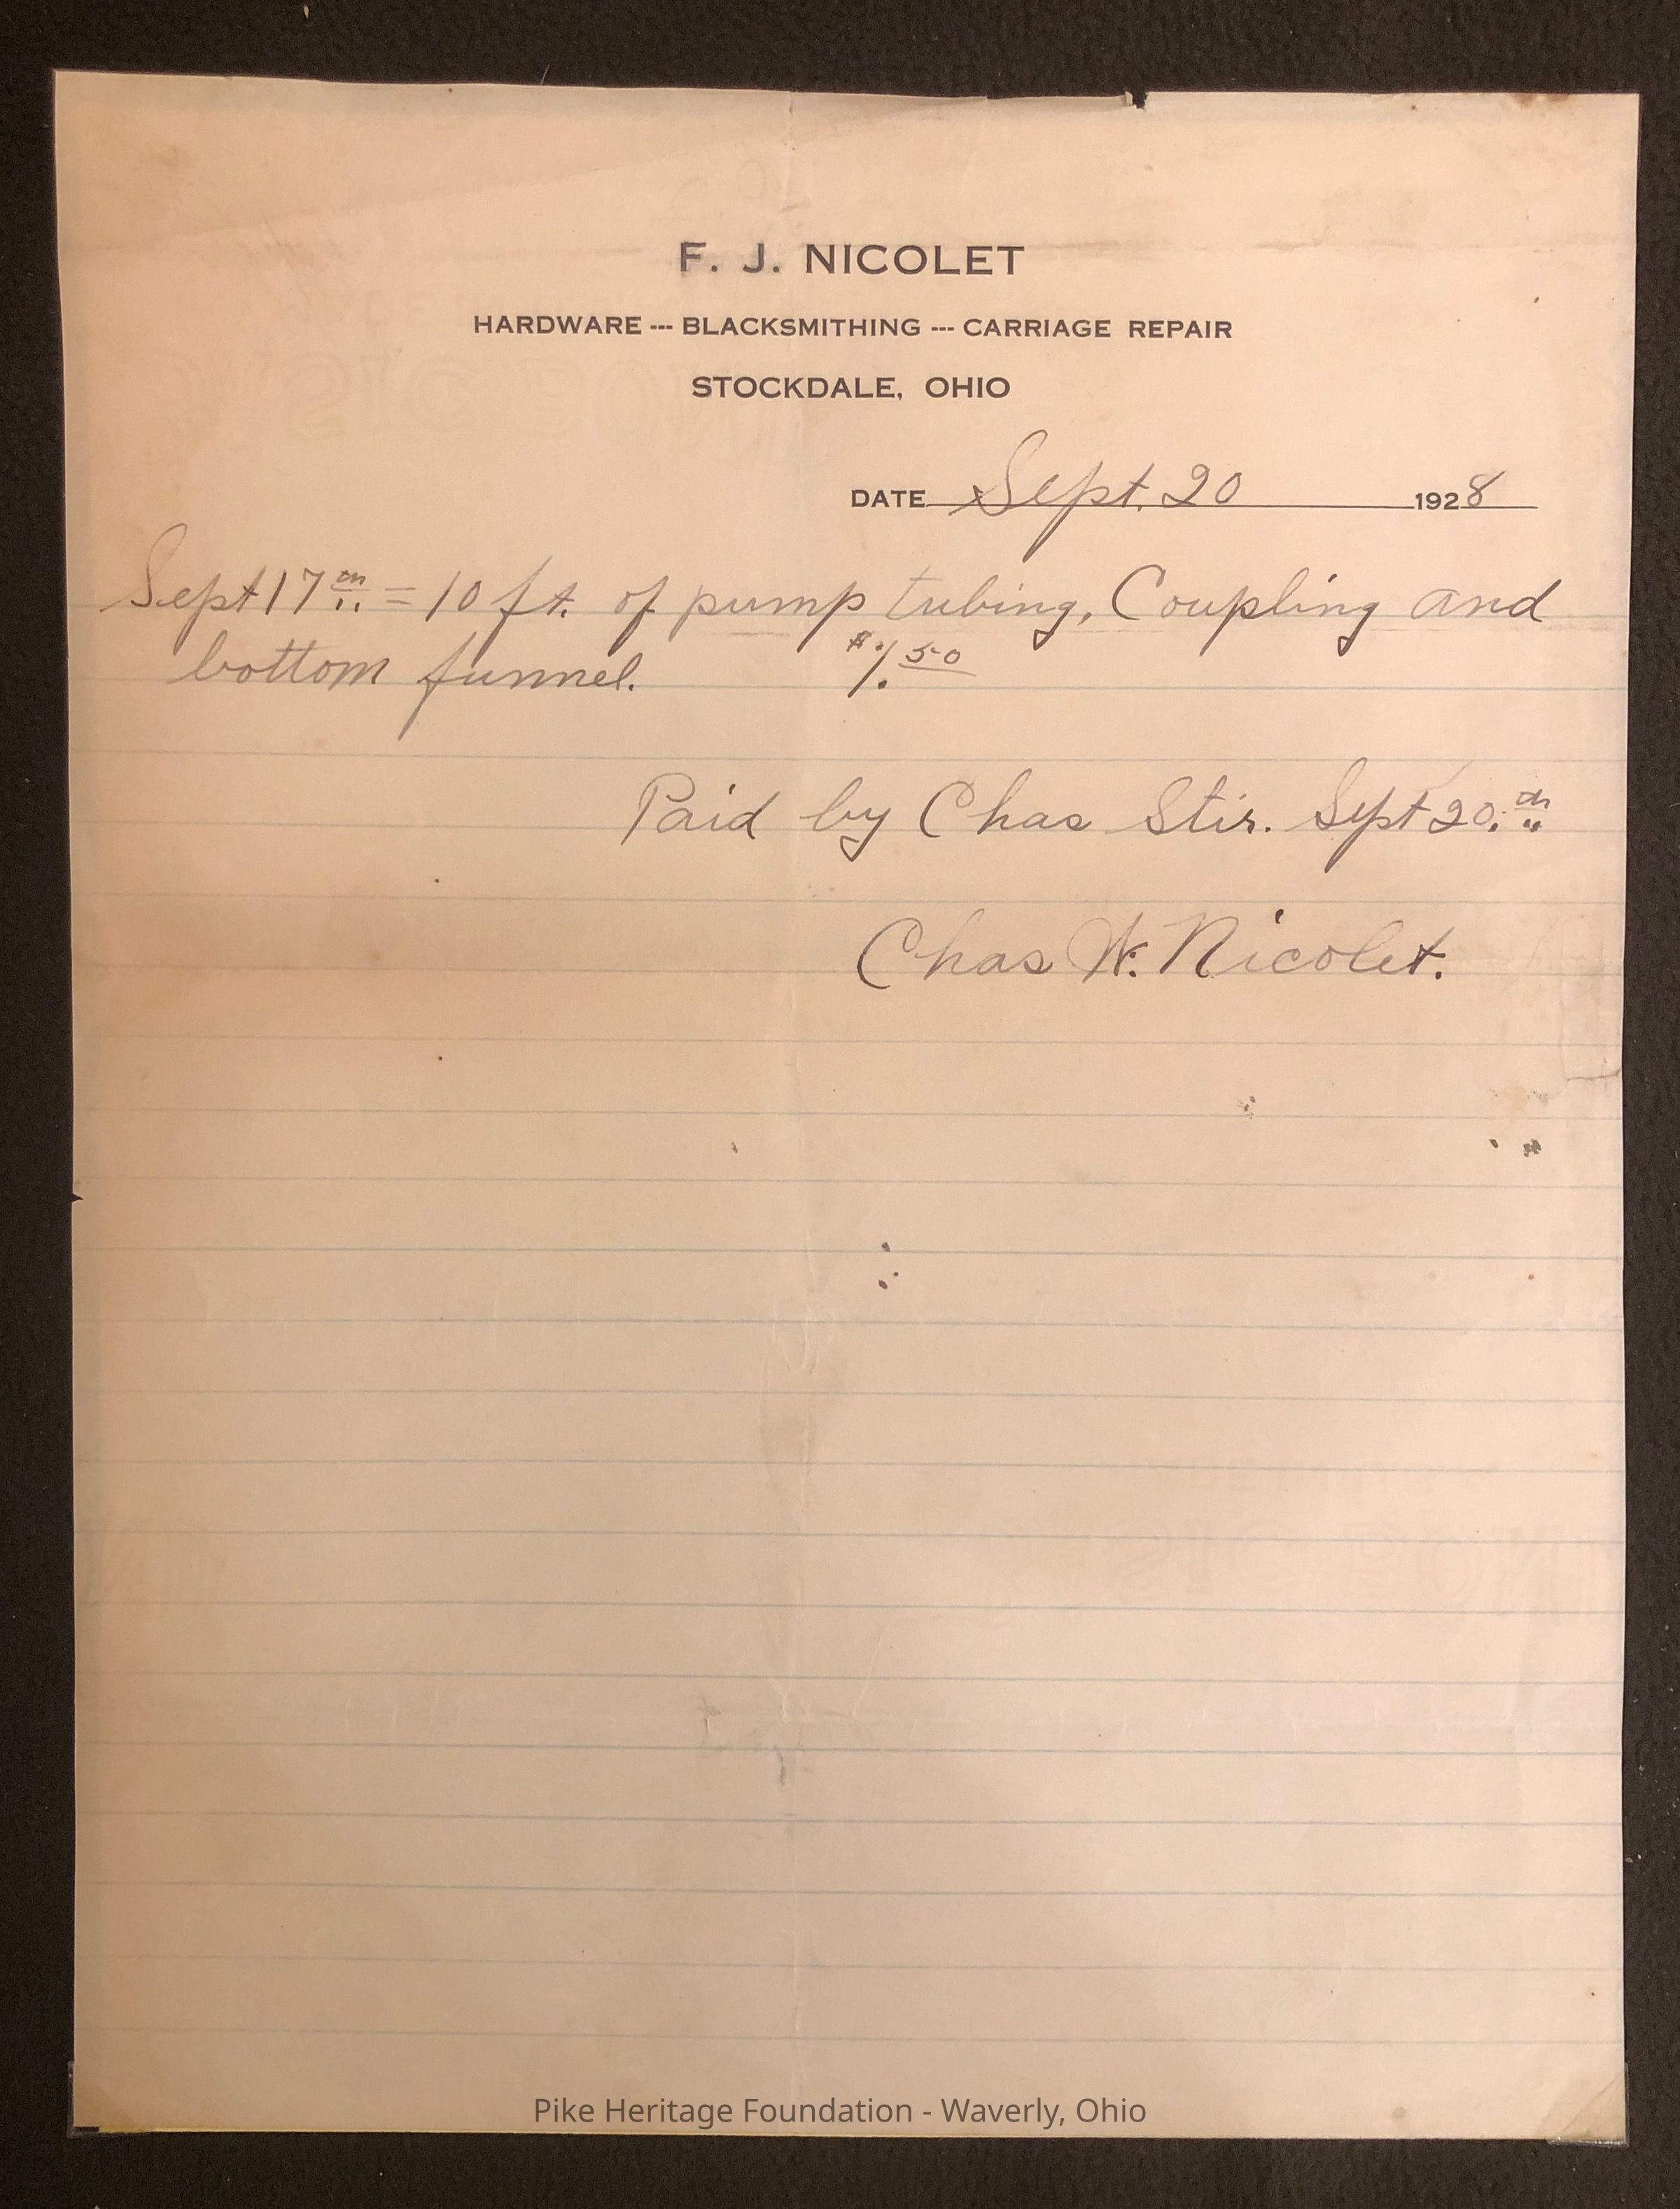 F. J. NICOLET
HARDWARE --- BLACKSMITHING --- CARRIAGE REPAIR
STOCKDALE, OHIO
DATE Sept. 20 1928
Sept 17th = 10 ft. of pump tubing, Coupling and
bottom funnel. $1.50
Paid by Chas Stir. Sept 20th
Chas W. Nicolet.
Pike Heritage Foundation - Waverly, Ohio